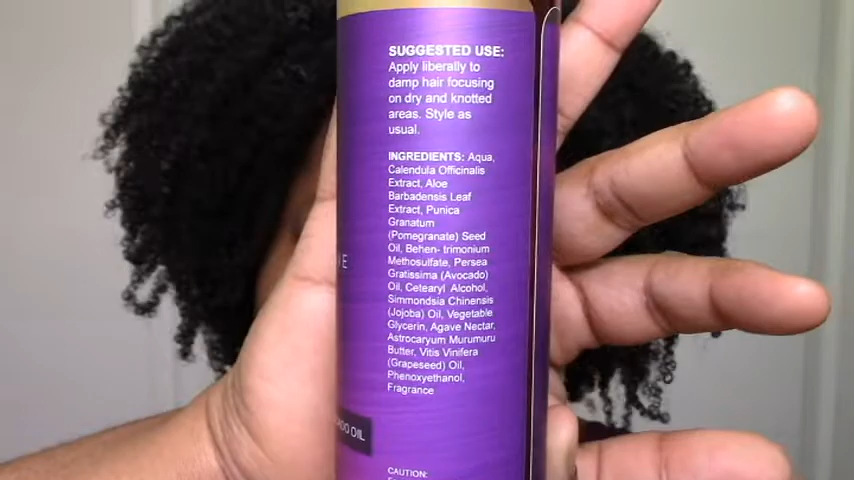 SUGGESTED USE:
Apply liberally to
damp hair focusing
on dry and knotted
areas. Style as
usual.
INGREDIENTS: Aqua,
Calendula Officinalis
Extract, Aloe
Barbadensis Leaf
Extract, Punica
Granatum
(Pomegranate) Seed
Oil, Behen- trimonium
Methosulfate, Persea
Gratissima (Avocado)
Oil, Cetearyl Alcohol,
Simmondsia Chinensis
(Jojoba) Oil, Vegetable
Glycerin, Agave Nectar,
Astrocaryum Murumuru
Butter, Vitis Vinifera
(Grapeseed) Oil,
Phenoxyethanol,
Fragrance
OIL
CAUTION: